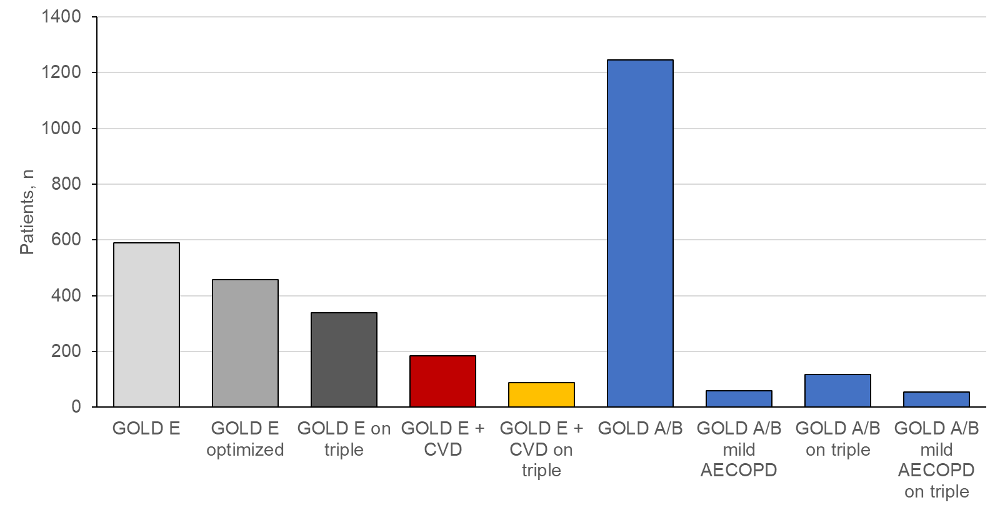 1400
1200
1000
800
600
400
200
0
Patients, n
GOLD E
GOLD E
optimized
GOLD E on
triple
GOLD E +
CVD
GOLD E +
CVD on
triple
GOLD A/B
GOLD A/B
mild
AECOPD
GOLD A/B
on triple
GOLD A/B
mild
AECOPD
on triple